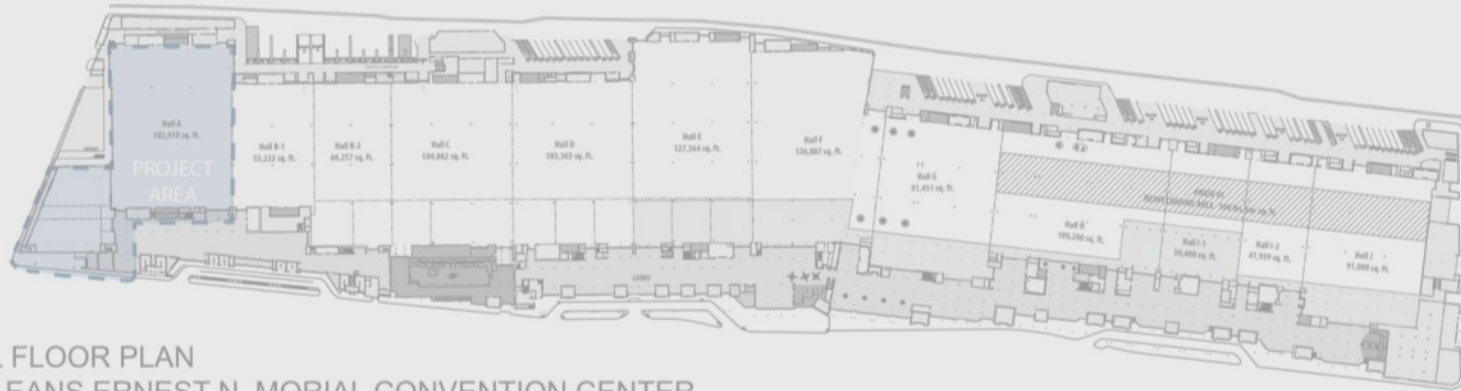 Hall A
102,918 sq. ft.
PROJECT
AREA
Hall B-1
53,232 sq. ft.
Hall B-2
66,257 sq. ft.
Hall C
104,862 sq. ft.
Hall D
103,365 sq. ft.
Hall E
127,364 sq. ft.
Hall F
126,887 sq. ft.
Hall G
91,451 sq. ft.
Hall H
189,200 sq. ft.
Hall I-1
50,400 sq. ft.
Hall I-2
41,959 sq. ft.
Hall J
91,000 sq. ft.
LOBBY
FLOOR PLAN
EANS ERNEST N. MORIAL CONVENTION CENTER